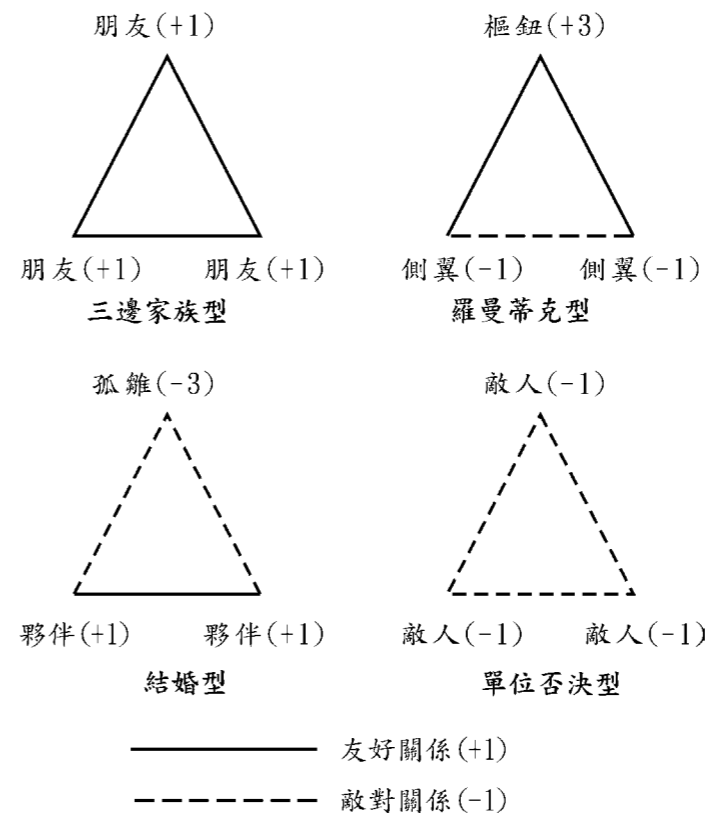 朋友(+1) 樞鈕(+3)
朋友(+1) 朋友(+1) 側翼(-1) 側翼(-1)
三邊家族型 羅曼蒂克型
孤雛(-3) 敵人(-1)
夥伴(+1) 夥伴(+1) 敵人(-1) 敵人(-1)
結婚型 單位否決型
友好關係(+1)
敵對關係(-1)